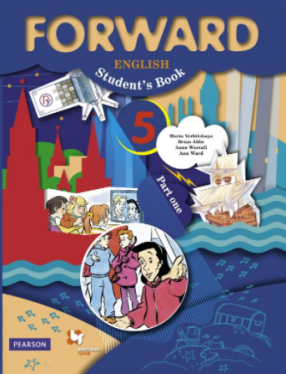 FORWARD
ENGLISH
Student's Book
5
Maria Verbitskaya
Brian Abbs
Anne Worrall
Ann Ward
Part one
PEARSON